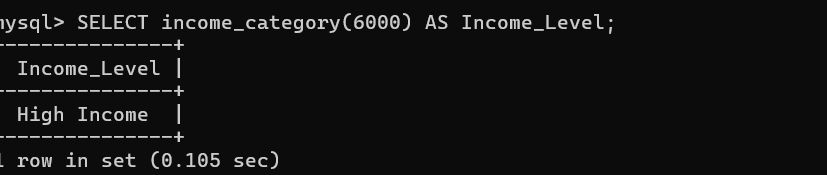 mysql> SELECT income_category(6000) AS Income_Level;
--------------+
 Income_Level |
--------------+
 High Income  |
--------------+
1 row in set (0.105 sec)